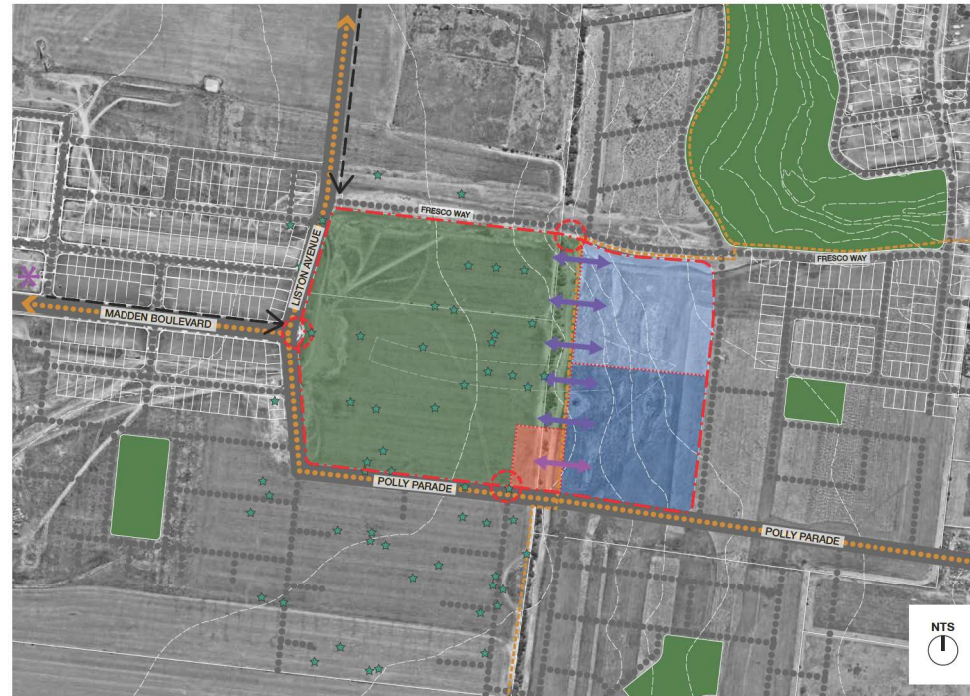 FRESCO WAY
LISTON AVENUE
FRESCO WAY
MADDEN BOULEVARD
POLLY PARADE
POLLY PARADE
NTS